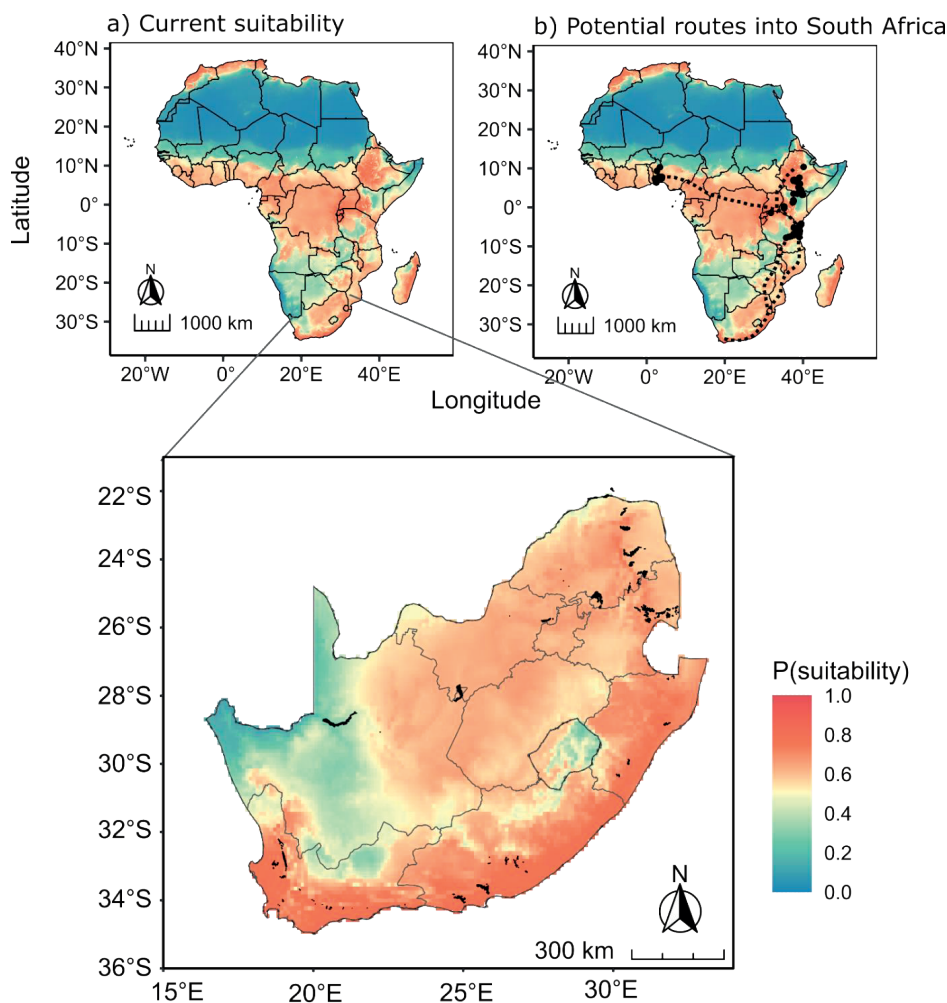 a) Current suitability
b) Potential routes into South Africa
40°N
30°N
20°N
10°N
0°
10°S
20°S
30°S
Latitude
N
1000 km
20°W
0°
20°E
40°E
40°N
30°N
20°N
10°N
0°
10°S
20°S
30°S
N
1000 km
20°W
0°
20°E
40°E
Longitude
22°S
24°S
26°S
28°S
30°S
32°S
34°S
36°S
15°E
20°E
25°E
30°E
N
300 km
P(suitability)
1.0
0.8
0.6
0.4
0.2
0.0